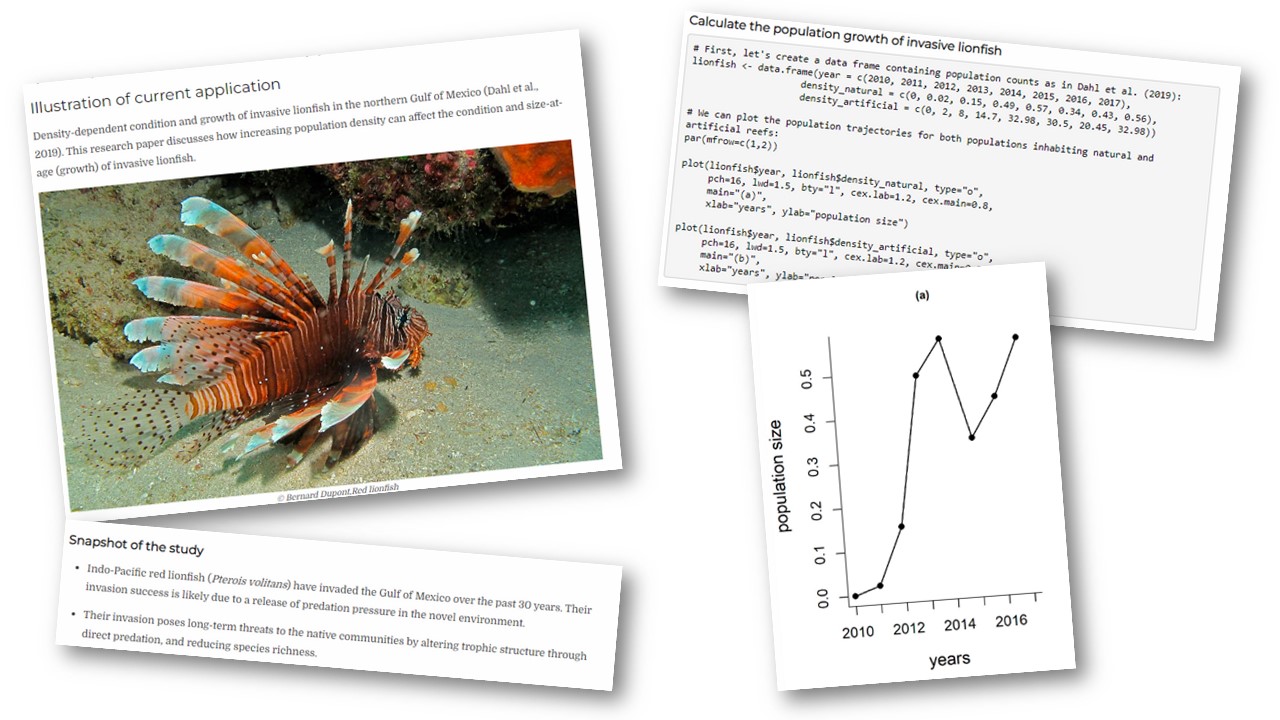 Illustration of current application
Density-dependent condition and growth of invasive lionfish in the northern Gulf of Mexico (Dahl et al.,
2019). This research paper discusses how increasing population density can affect the condition and size-at-
age (growth) of invasive lionfish.
© Bernard Dupont.Red lionfish
Snapshot of the study
• Indo-Pacific red lionfish (Pterois volitans) have invaded the Gulf of Mexico over the past 30 years. Their
invasion success is likely due to a release of predation pressure in the novel environment.
• Their invasion poses long-term threats to the native communities by altering trophic structure through
direct predation, and reducing species richness.
Calculate the population growth of invasive lionfish
# First, let's create a data frame containing population counts as in Dahl et al. (2019):
lionfish <- data.frame(year = c(2010, 2011, 2012, 2013, 2014, 2015, 2016, 2017),
density_natural = c(0, 0.02, 0.15, 0.49, 0.57, 0.34, 0.43, 0.56),
density_artificial = c(0, 2, 8, 14.7, 32.98, 30.5, 20.45, 32.98))
# We can plot the population trajectories for both populations inhabiting natural and
artificial reefs:
par(mfrow=c(1,2))
plot(lionfish$year, lionfish$density_natural, type="o",
pch=16, lwd=1.5, bty="l", cex.lab=1.2, cex.main=0.8,
main="(a)",
xlab="years", ylab="population size")
plot(lionfish$year, lionfish$density_artificial, type="o",
pch=16, lwd=1.5, bty="l", cex.lab=1.2,
main="(b)",
xlab="years",
(a)
population size
0.5
0.4
0.3
0.2
0.1
0.0
2010 2012 2014 2016
years